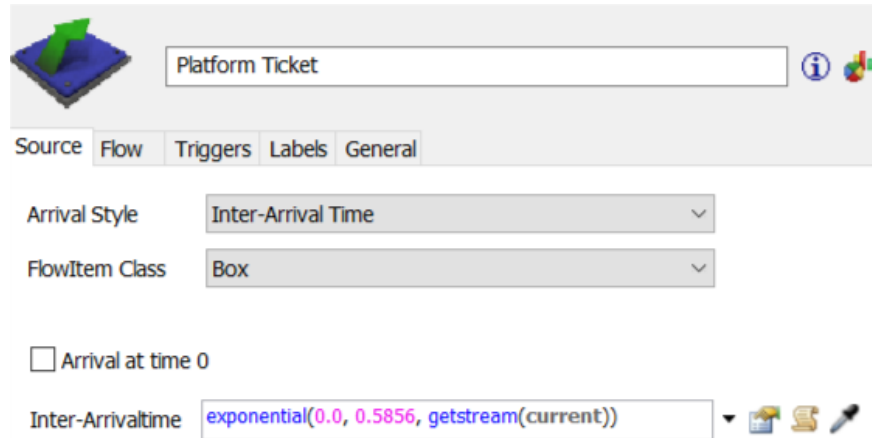 Platform Ticket
Source Flow Triggers Labels General
Arrival Style Inter-Arrival Time
FlowItem Class Box
Arrival at time 0
Inter-Arrivaltime exponential(0.0, 0.5856, getstream(current))